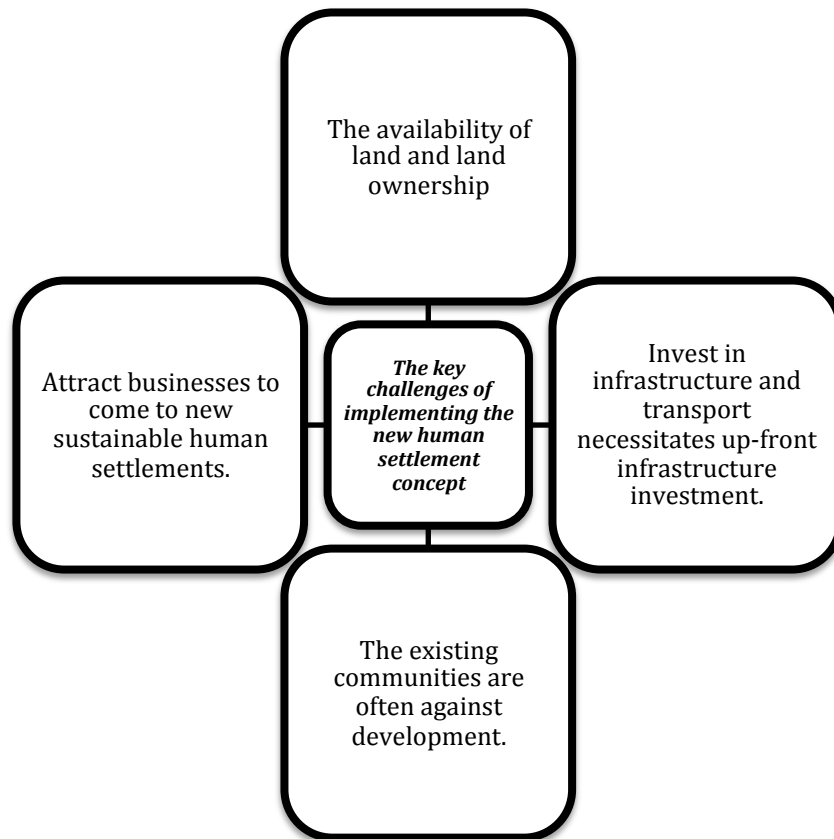 The availability of
land and land
ownership
Attract businesses to
come to new
sustainable human
settlements.
The key
challenges of
implementing the
new human
settlement
concept
Invest in
infrastructure and
transport
necessitates up-front
infrastructure
investment.
The existing
communities are
often against
development.